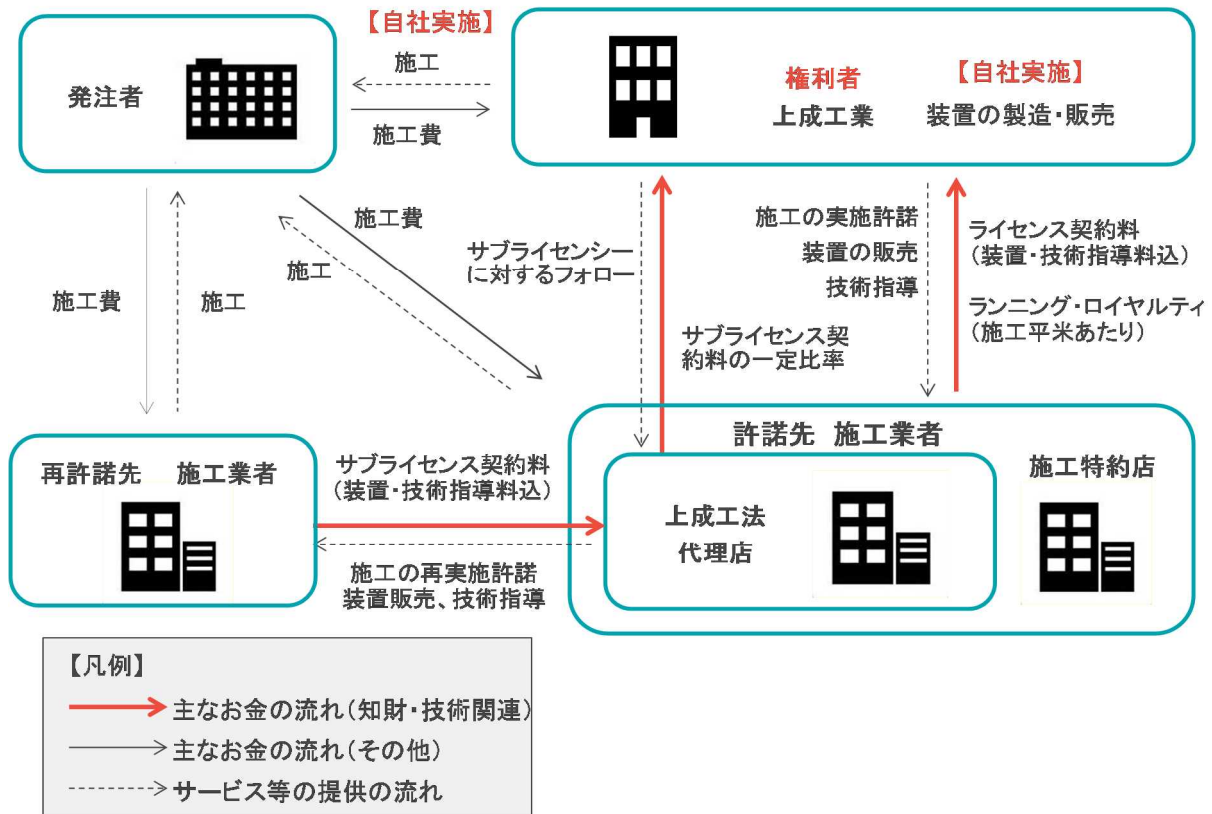 【自社実施】
発注者
施工
施工費
権利者
上成工業
【自社実施】
装置の製造・販売
施工費
施工
施工費
施工
サブライセンシー
に対するフォロー
サブライセンス契
約料の一定比率
施工の実施許諾
装置の販売
技術指導
ライセンス契約料
(装置・技術指導料込)
ランニング・ロイヤルティ
(施工平米あたり)
再許諾先 施工業者
サブライセンス契約料
(装置・技術指導料込)
施工の再実施許諾
装置販売、技術指導
許諾先 施工業者
上成工法
代理店
施工特約店
【凡例】
主なお金の流れ(知財・技術関連)
主なお金の流れ(その他)
サービス等の提供の流れ